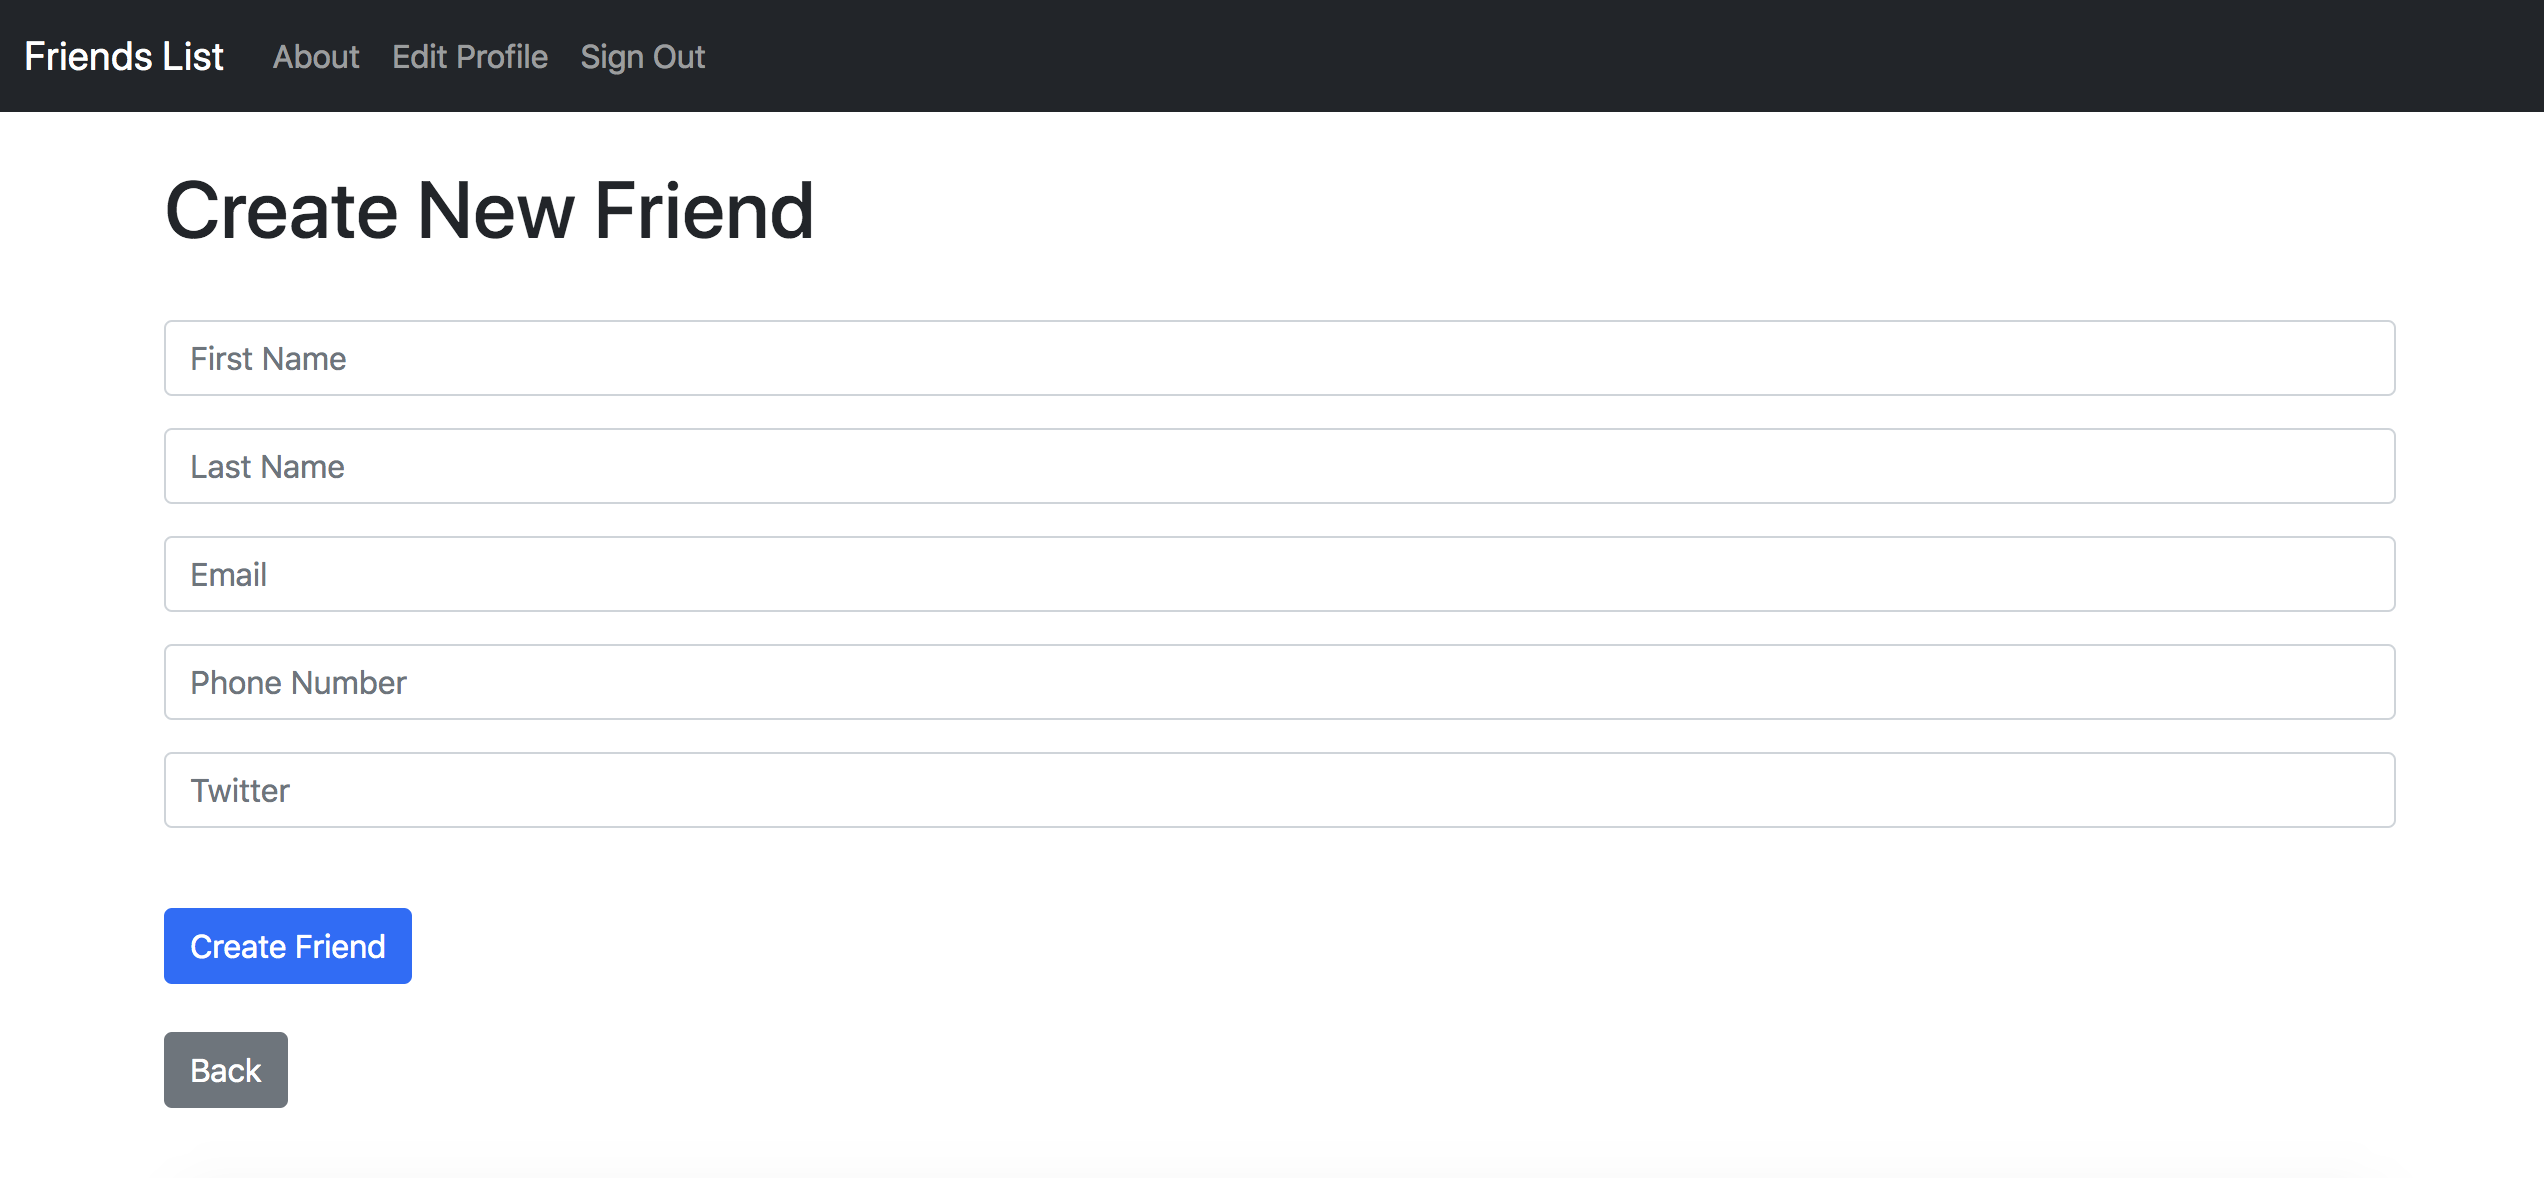 Friends List About Edit Profile Sign Out
Create New Friend
First Name
Last Name
Email
Phone Number
Twitter
Create Friend
Back